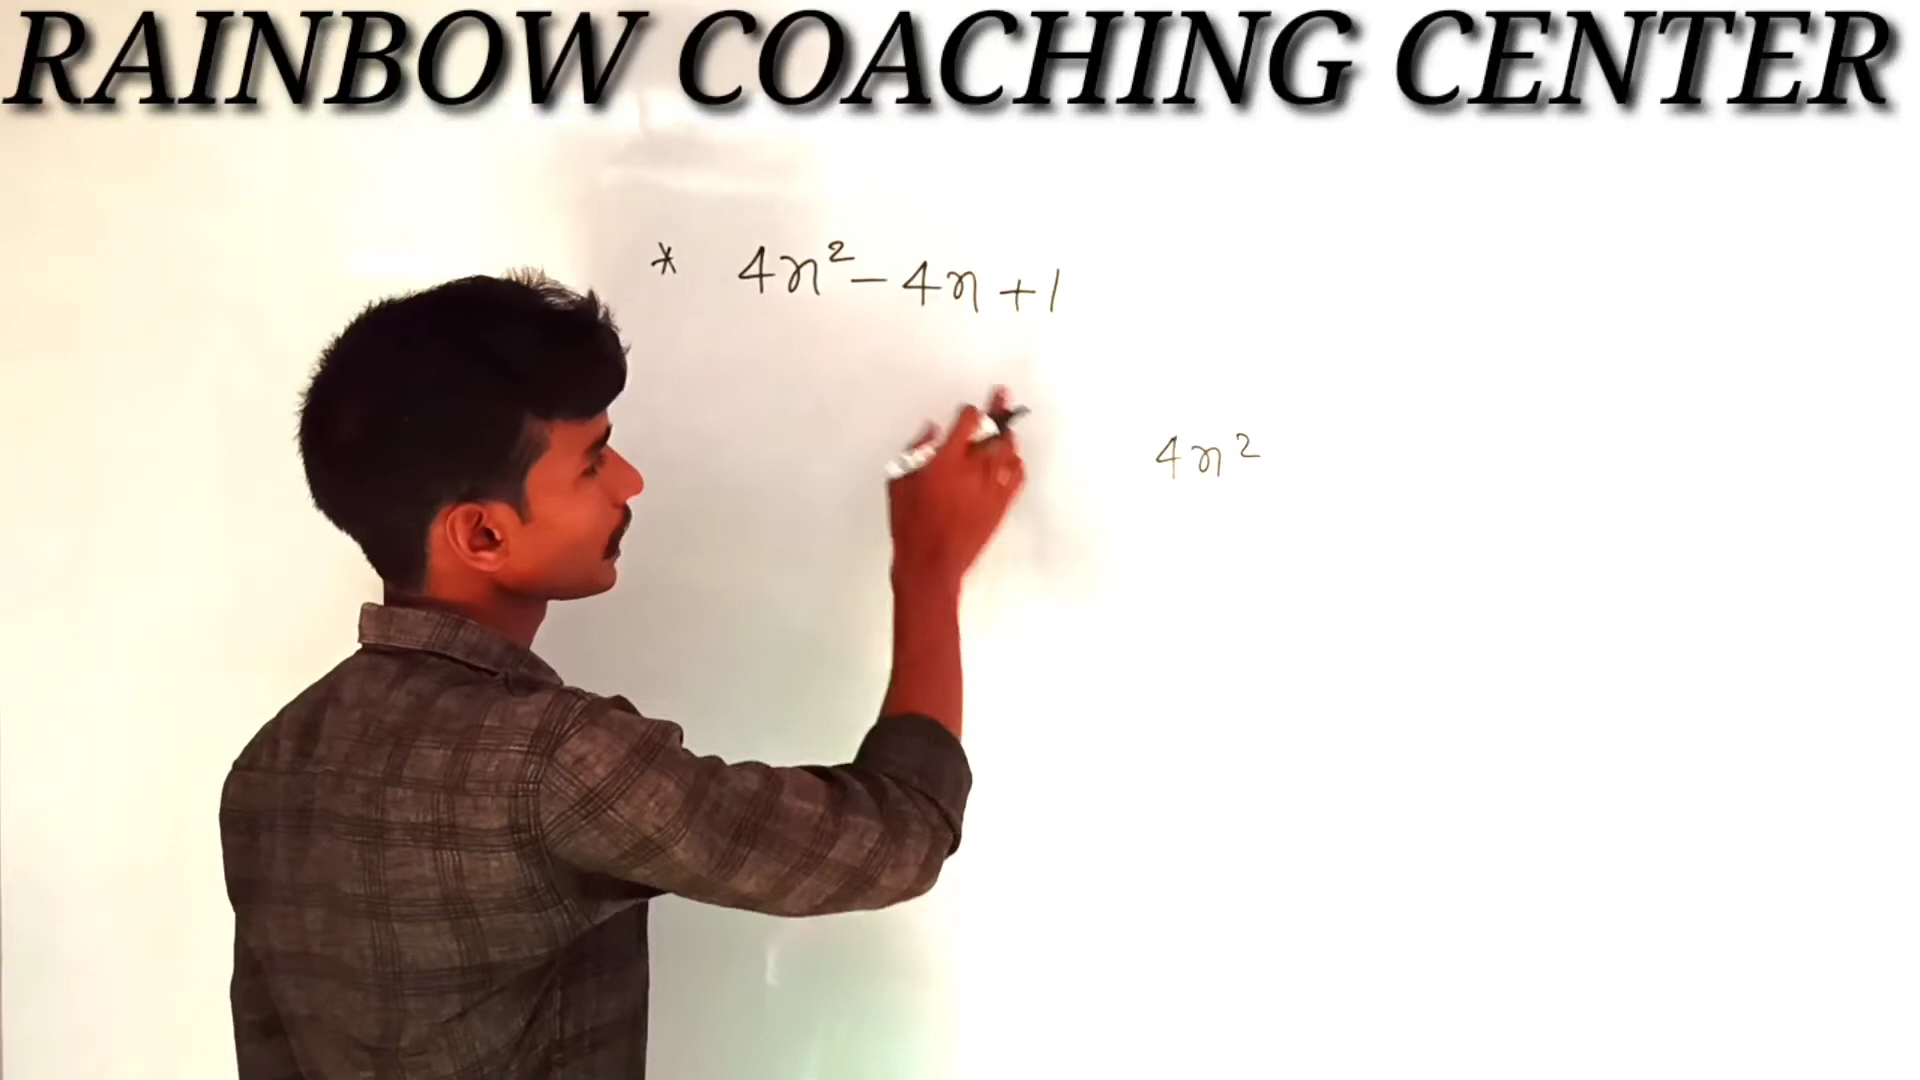 RAINBOW COACHING CENTER
* 4x² - 4x + 1
4x²